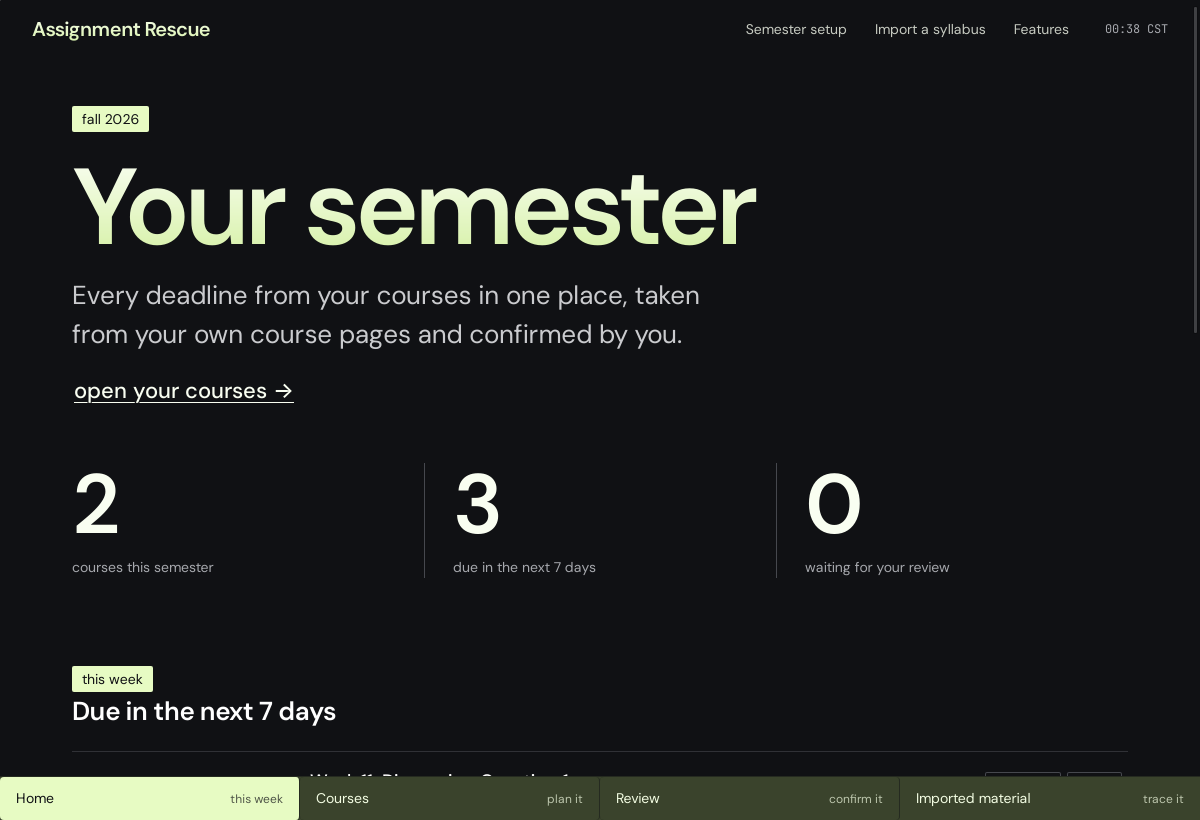 Assignment Rescue
Semester setup
Import a syllabus
Features
00:38 CST
fall 2026
Your semester
Every deadline from your courses in one place, taken
from your own course pages and confirmed by you.
open your courses →
2
courses this semester
3
due in the next 7 days
0
waiting for your review
this week
Due in the next 7 days
Home
this week
Courses
plan it
Review
confirm it
Imported material
trace it